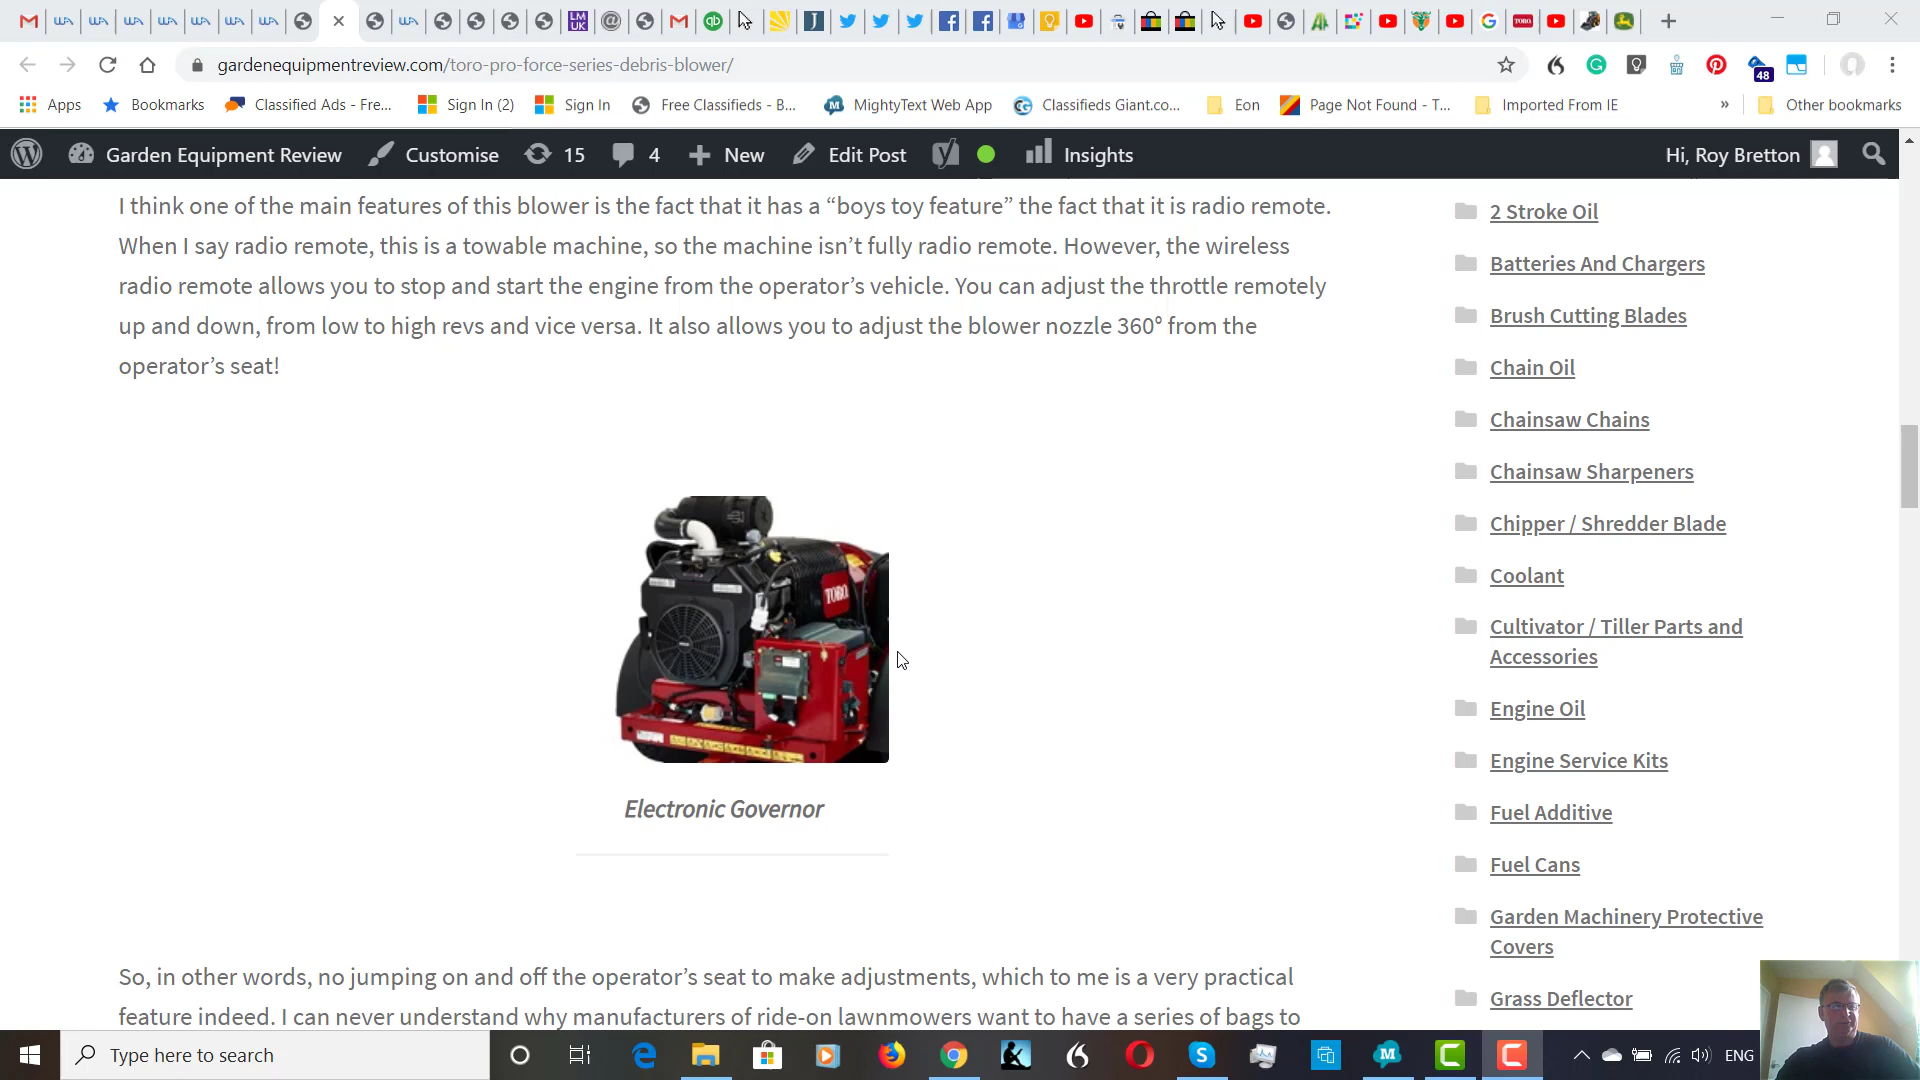 gardenequipmentreview.com/toro-pro-force-series-debris-blower/
48
Apps
Bookmarks
Classified Ads - Fre...
Sign In (2)
Sign In
Free Classifieds - B...
MightyText Web App
Classifieds Giant.co...
Eon
Page Not Found - T...
Imported From IE
»
Other bookmarks
Garden Equipment Review
Customise
15
4
New
Edit Post
Insights
Hi, Roy Bretton
I think one of the main features of this blower is the fact that it has a “boys toy feature” the fact that it is radio remote.
When I say radio remote, this is a towable machine, so the machine isn’t fully radio remote. However, the wireless
radio remote allows you to stop and start the engine from the operator’s vehicle. You can adjust the throttle remotely
up and down, from low to high revs and vice versa. It also allows you to adjust the blower nozzle 360° from the
operator’s seat!
TORO
Electronic Governor
So, in other words, no jumping on and off the operator’s seat to make adjustments, which to me is a very practical
feature indeed. I can never understand why manufacturers of ride-on lawnmowers want to have a series of bags to
2 Stroke Oil
Batteries And Chargers
Brush Cutting Blades
Chain Oil
Chainsaw Chains
Chainsaw Sharpeners
Chipper / Shredder Blade
Coolant
Cultivator / Tiller Parts and
Accessories
Engine Oil
Engine Service Kits
Fuel Additive
Fuel Cans
Garden Machinery Protective
Covers
Grass Deflector
Type here to search
ENG